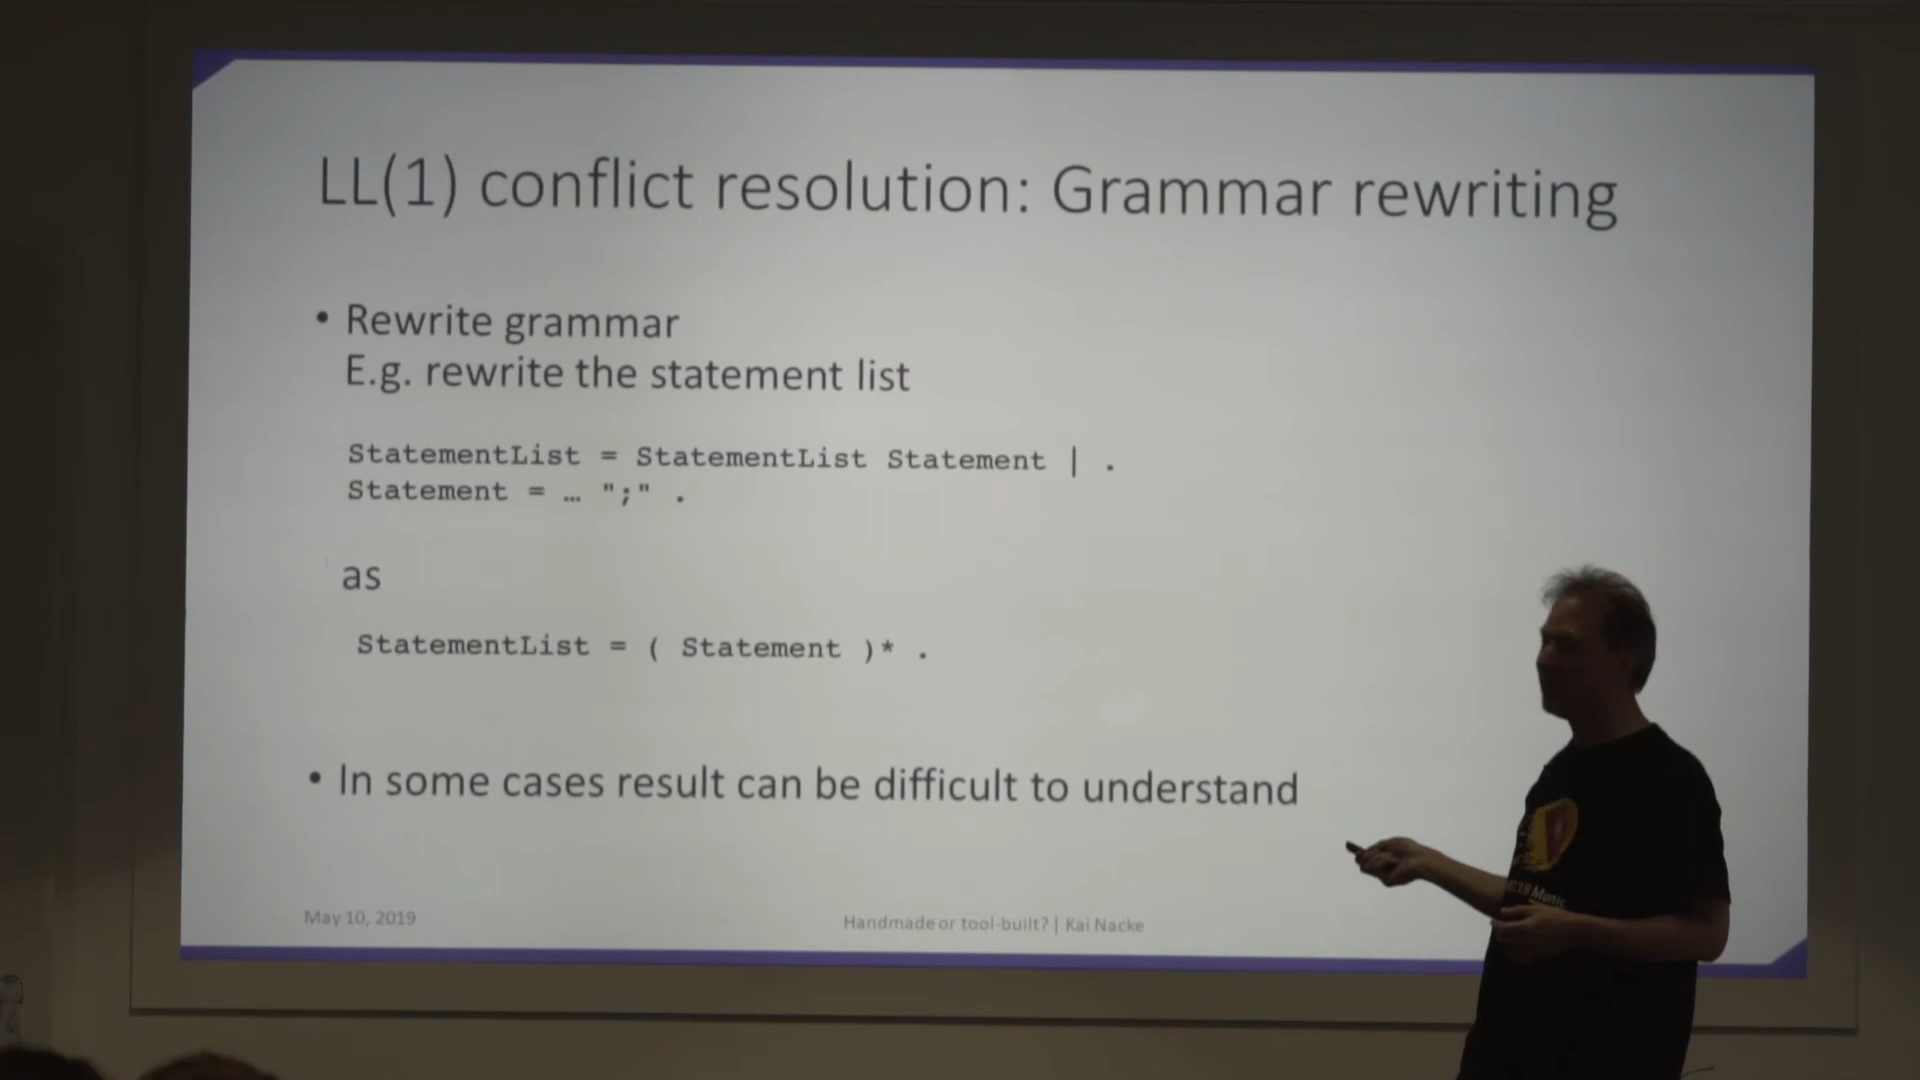 LL(1) conflict resolution: Grammar rewriting
• Rewrite grammar
E.g. rewrite the statement list
StatementList = StatementList Statement | .
Statement = … ";" .
as
StatementList = ( Statement )* .
• In some cases result can be difficult to understand
May 10, 2019
Handmade or tool-built? | Kai Nacke